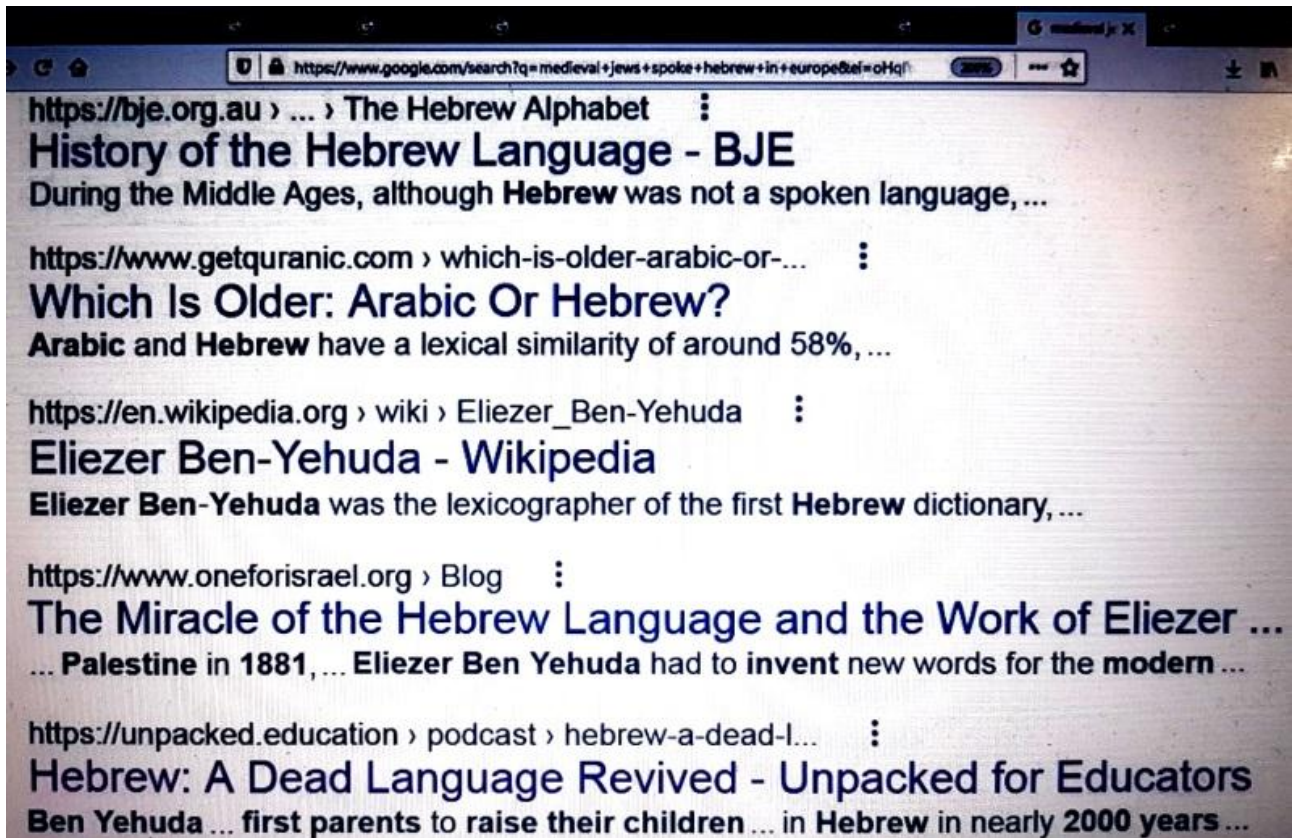 https://www.google.com/search?q=medieval+jews+spoke+hebrew+in+europe&ei=oHqf
200%
https://bje.org.au › ... › The Hebrew Alphabet
History of the Hebrew Language - BJE
During the Middle Ages, although Hebrew was not a spoken language, ...
https://www.getquranic.com › which-is-older-arabic-or-...
Which Is Older: Arabic Or Hebrew?
Arabic and Hebrew have a lexical similarity of around 58%, ...
https://en.wikipedia.org › wiki › Eliezer_Ben-Yehuda
Eliezer Ben-Yehuda - Wikipedia
Eliezer Ben-Yehuda was the lexicographer of the first Hebrew dictionary, ...
https://www.oneforisrael.org › Blog
The Miracle of the Hebrew Language and the Work of Eliezer ...
... Palestine in 1881, ... Eliezer Ben Yehuda had to invent new words for the modern ...
https://unpacked.education › podcast › hebrew-a-dead-l...
Hebrew: A Dead Language Revived - Unpacked for Educators
Ben Yehuda ... first parents to raise their children ... in Hebrew in nearly 2000 years ...